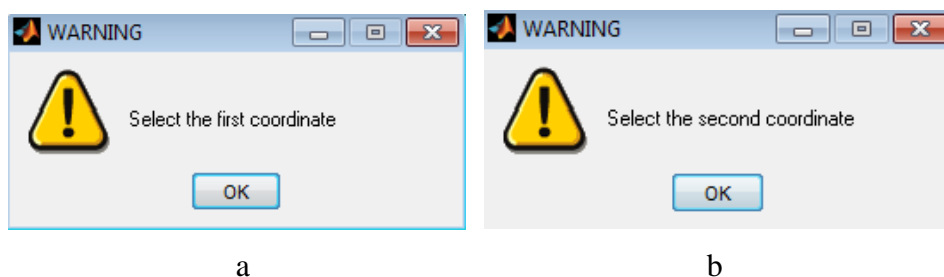 WARNING
Select the first coordinate
OK
a
WARNING
Select the second coordinate
OK
b